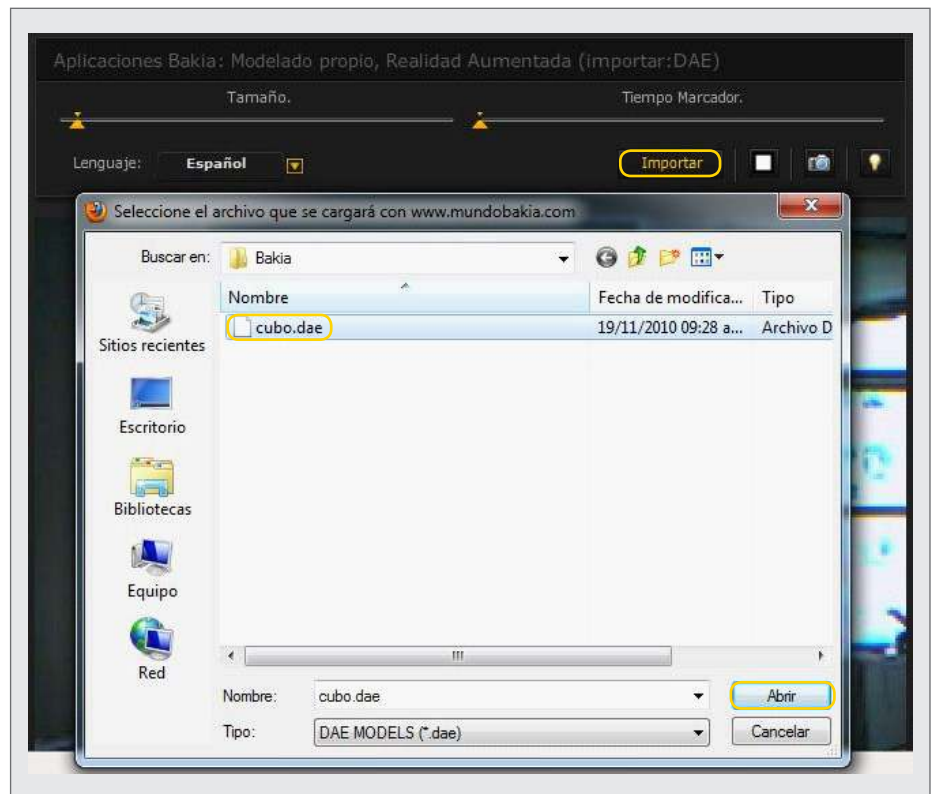 Aplicaciones Bakia: Modelado propio, Realidad Aumentada (importar:DAE)
Tamaño. Tiempo Marcador.
Lenguaje: Español Importar
Seleccione el archivo que se cargará con www.mundobakia.com
Buscar en: Bakia
Nombre Fecha de modifica... Tipo
cubo.dae 19/11/2010 09:28 a... Archivo D
Sitios recientes
Escritorio
Bibliotecas
Equipo
Red
Nombre: cubo.dae Abrir
Tipo: DAE MODELS (*.dae) Cancelar